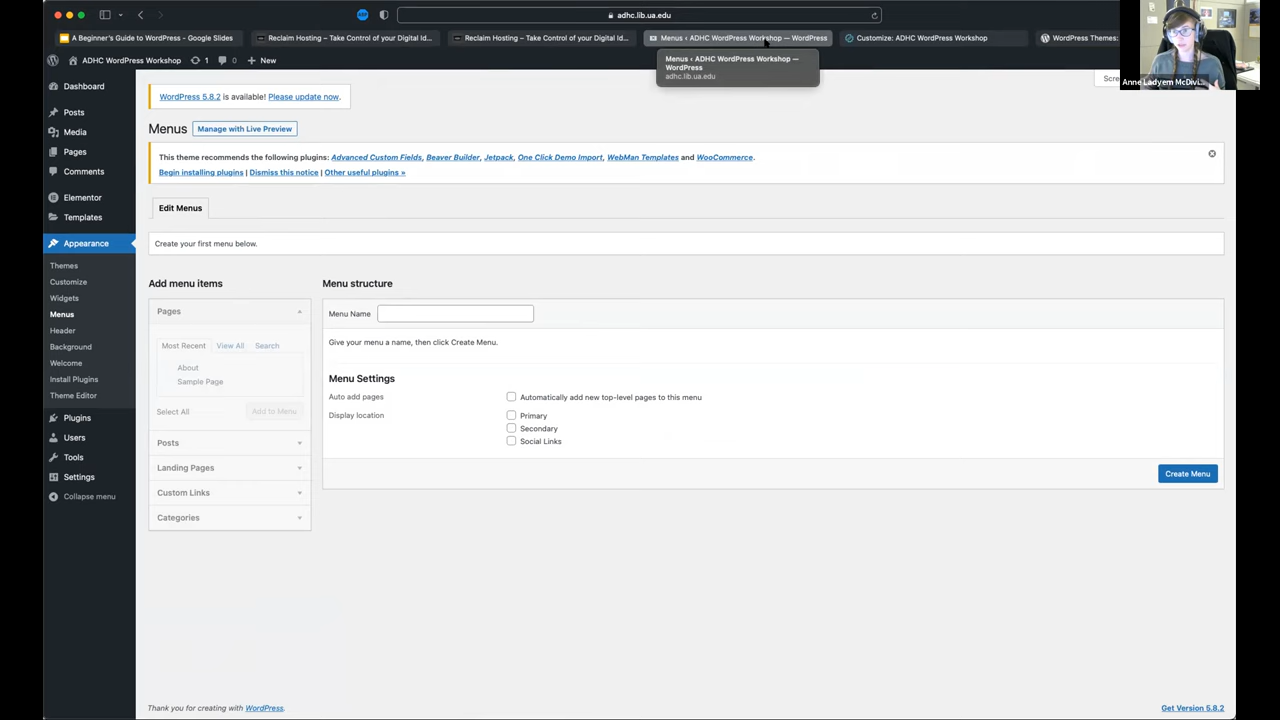 adhc.lib.ua.edu
A Beginner's Guide to WordPress – Google Slides
Reclaim Hosting – Take Control of your Digital Id...
Reclaim Hosting – Take Control of your Digital Id...
Menus ‹ ADHC WordPress Workshop — WordPress
Customize: ADHC WordPress Workshop
WordPress Themes:
ADHC WordPress Workshop
1
0
+ New
Menus ‹ ADHC WordPress Workshop —
WordPress
adhc.lib.ua.edu
Scre
Anne Ladyem McDivi...
Dashboard
Posts
Media
Pages
Comments
Elementor
Templates
Appearance
Themes
Customize
Widgets
Menus
Header
Background
Welcome
Install Plugins
Theme Editor
Plugins
Users
Tools
Settings
Collapse menu
WordPress 5.8.2 is available! Please update now.
Menus
Manage with Live Preview
This theme recommends the following plugins: Advanced Custom Fields, Beaver Builder, Jetpack, One Click Demo Import, WebMan Templates and WooCommerce.
Begin installing plugins | Dismiss this notice | Other useful plugins »
Edit Menus
Create your first menu below.
Add menu items
Pages
Most Recent
View All
Search
About
Sample Page
Select All
Add to Menu
Posts
Landing Pages
Custom Links
Categories
Menu structure
Menu Name
Give your menu a name, then click Create Menu.
Menu Settings
Auto add pages
Automatically add new top-level pages to this menu
Display location
Primary
Secondary
Social Links
Create Menu
Thank you for creating with WordPress.
Get Version 5.8.2